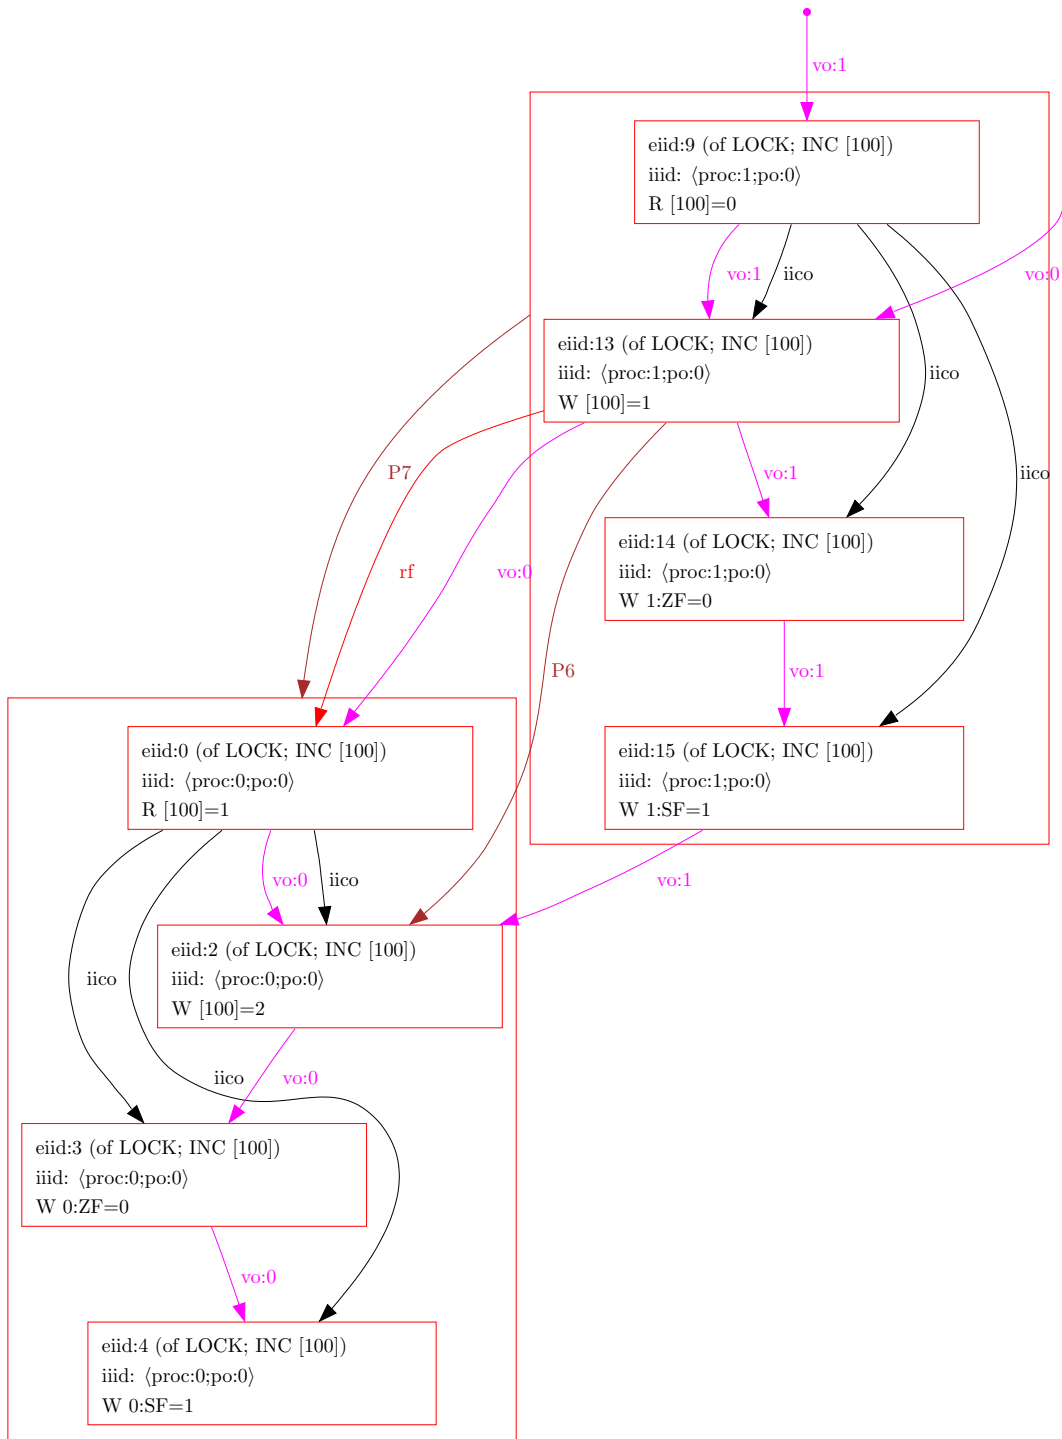 vo:1
eiid:9 (of LOCK; INC [100])
iiid: ⟨proc:1;po:0⟩
R [100]=0
vo:1
iico
vo:0
eiid:13 (of LOCK; INC [100])
iiid: ⟨proc:1;po:0⟩
W [100]=1
iico
P7
vo:1
iico
eiid:14 (of LOCK; INC [100])
iiid: ⟨proc:1;po:0⟩
W 1:ZF=0
rf
vo:0
P6
vo:1
eiid:0 (of LOCK; INC [100])
iiid: ⟨proc:0;po:0⟩
R [100]=1
eiid:15 (of LOCK; INC [100])
iiid: ⟨proc:1;po:0⟩
W 1:SF=1
vo:0
iico
vo:1
eiid:2 (of LOCK; INC [100])
iiid: ⟨proc:0;po:0⟩
W [100]=2
iico
iico
vo:0
eiid:3 (of LOCK; INC [100])
iiid: ⟨proc:0;po:0⟩
W 0:ZF=0
vo:0
eiid:4 (of LOCK; INC [100])
iiid: ⟨proc:0;po:0⟩
W 0:SF=1